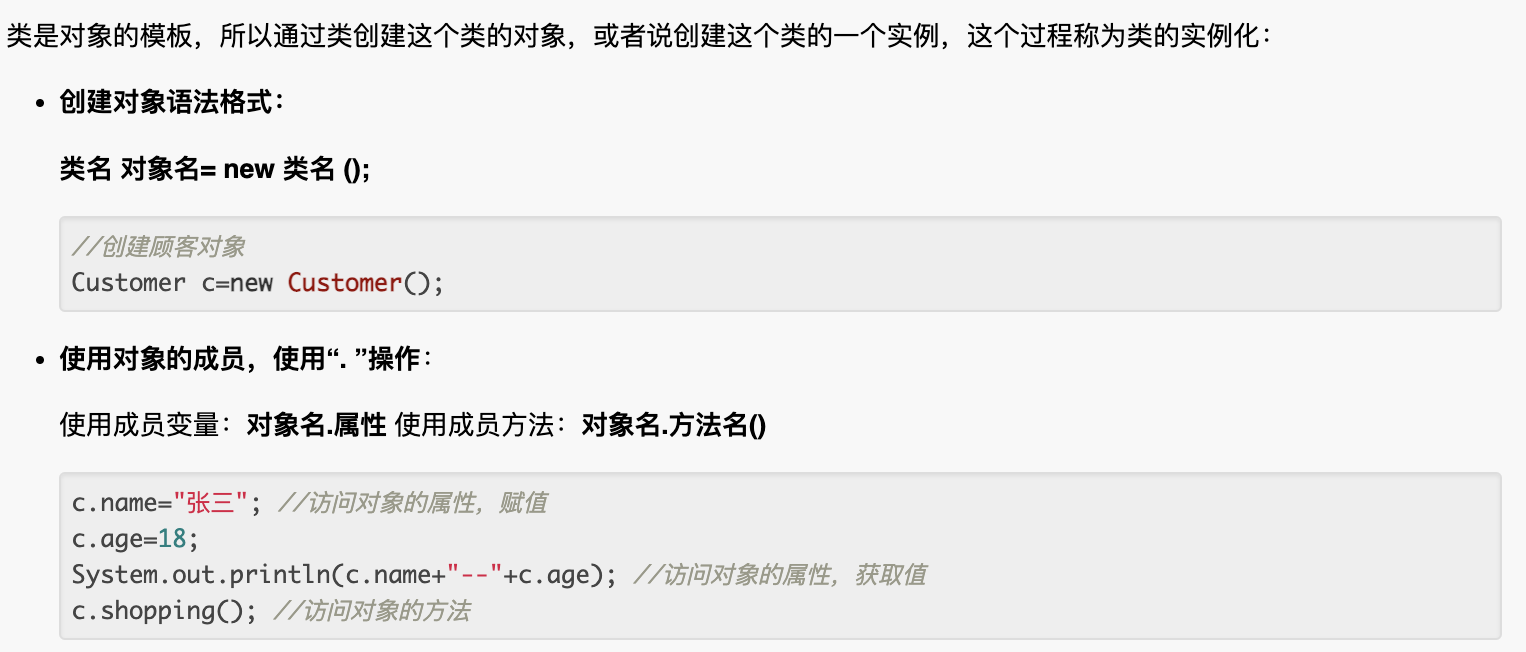 类是对象的模板，所以通过类创建这个类的对象，或者说创建这个类的一个实例，这个过程称为类的实例化：
• 创建对象语法格式：
类名 对象名= new 类名 ();
//创建顾客对象
Customer c=new Customer();
• 使用对象的成员，使用“. ”操作：
使用成员变量：对象名.属性 使用成员方法：对象名.方法名()
c.name="张三"; //访问对象的属性，赋值
c.age=18;
System.out.println(c.name+"--"+c.age); //访问对象的属性，获取值
c.shopping(); //访问对象的方法